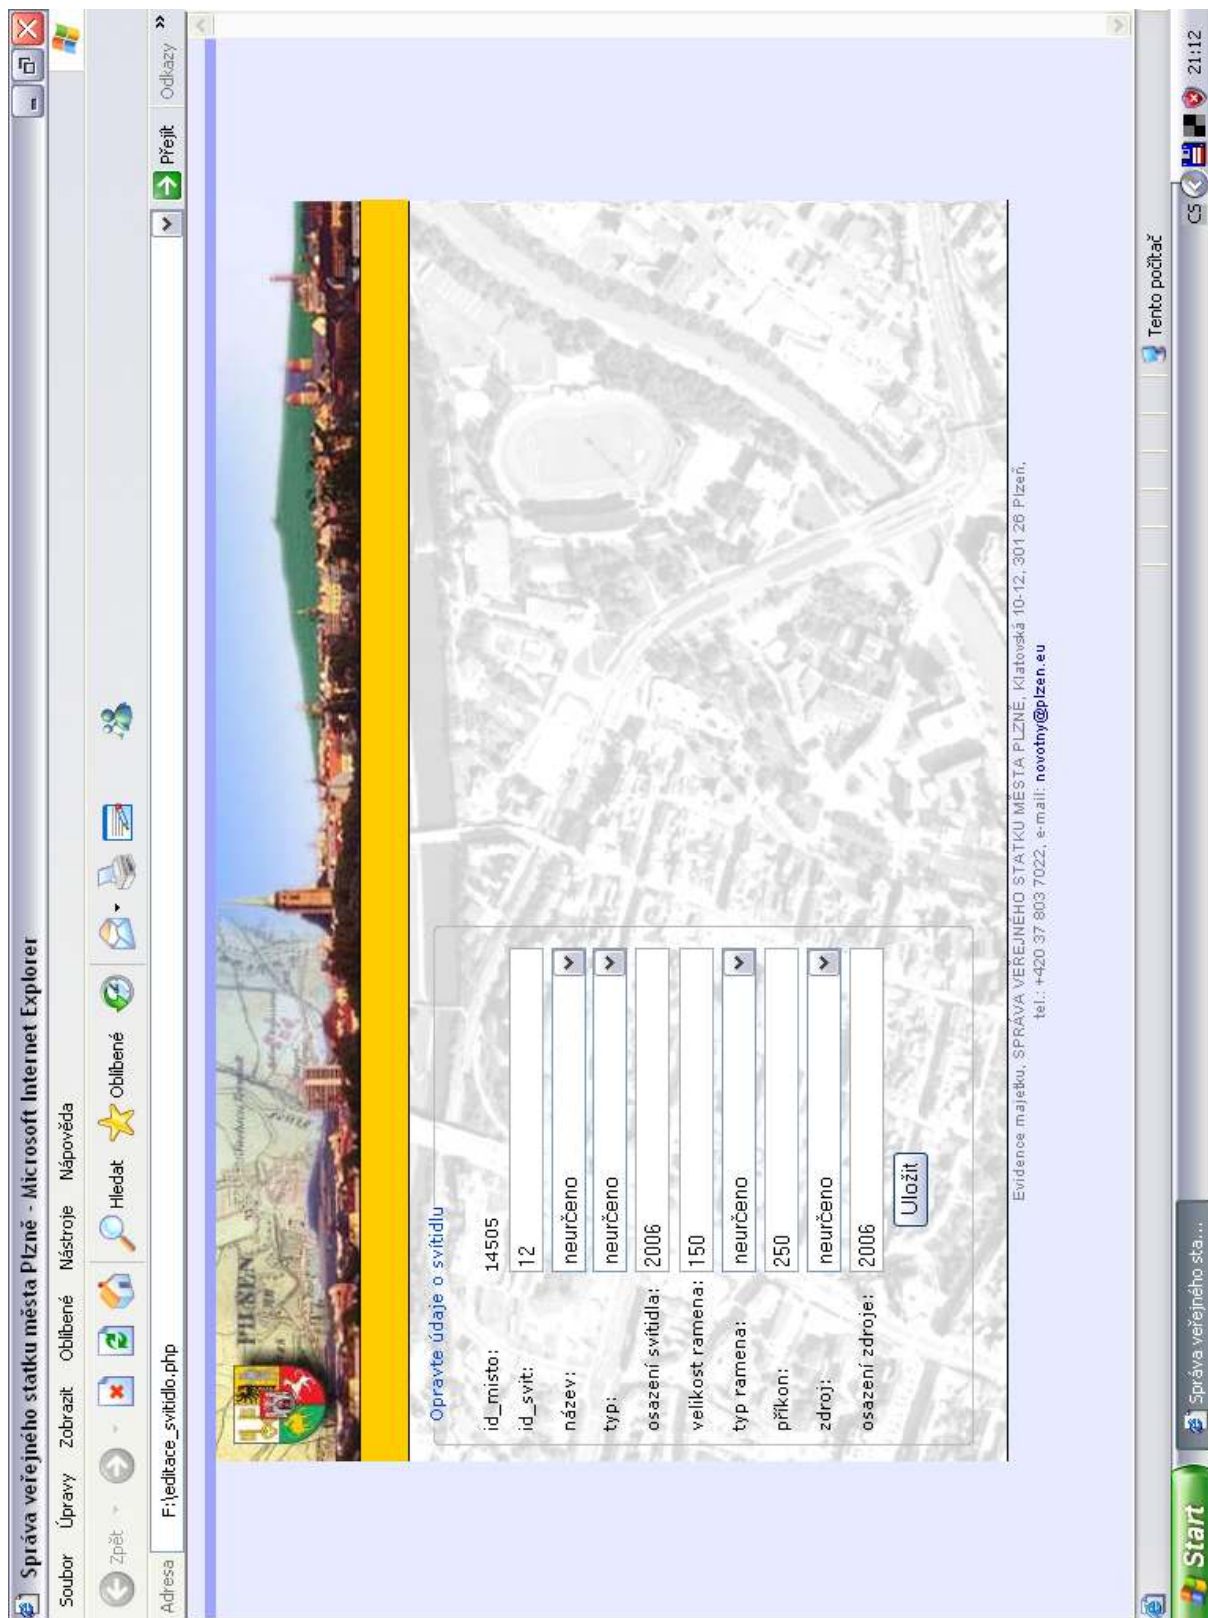 Správa veřejného statku města Plzně - Microsoft Internet Explorer
Soubor Úpravy Zobrazit Oblíbené Nástroje Nápověda
Zpět Hledat Oblíbené
Adresa F:\editace_svitidlo.php Přejít Odkazy »
PILSEN
Opravte údaje o svítidlu
id_misto: 14505
id_svit: 12
název: neurčeno
typ: neurčeno
osazení svítidla: 2006
velikost ramena: 150
typ ramena: neurčeno
příkon: 250
zdroj: neurčeno
osazení zdroje: 2006
Uložit
Evidence majetku, SPRÁVA VEŘEJNÉHO STATKU MĚSTA PLZNĚ, Klatovská 10-12, 301 26 Plzeň,
tel.: +420 37 803 7022, e-mail: novotny@plzen.eu
Tento počítač
Start Správa veřejného sta... CS 21:12